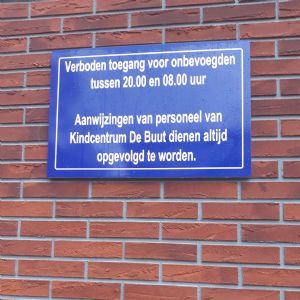 Verboden toegang voor onbevoegden
tussen 20.00 en 08.00 uur
Aanwijzingen van personeel van
Kindcentrum De Buut dienen altijd
opgevolgd te worden.